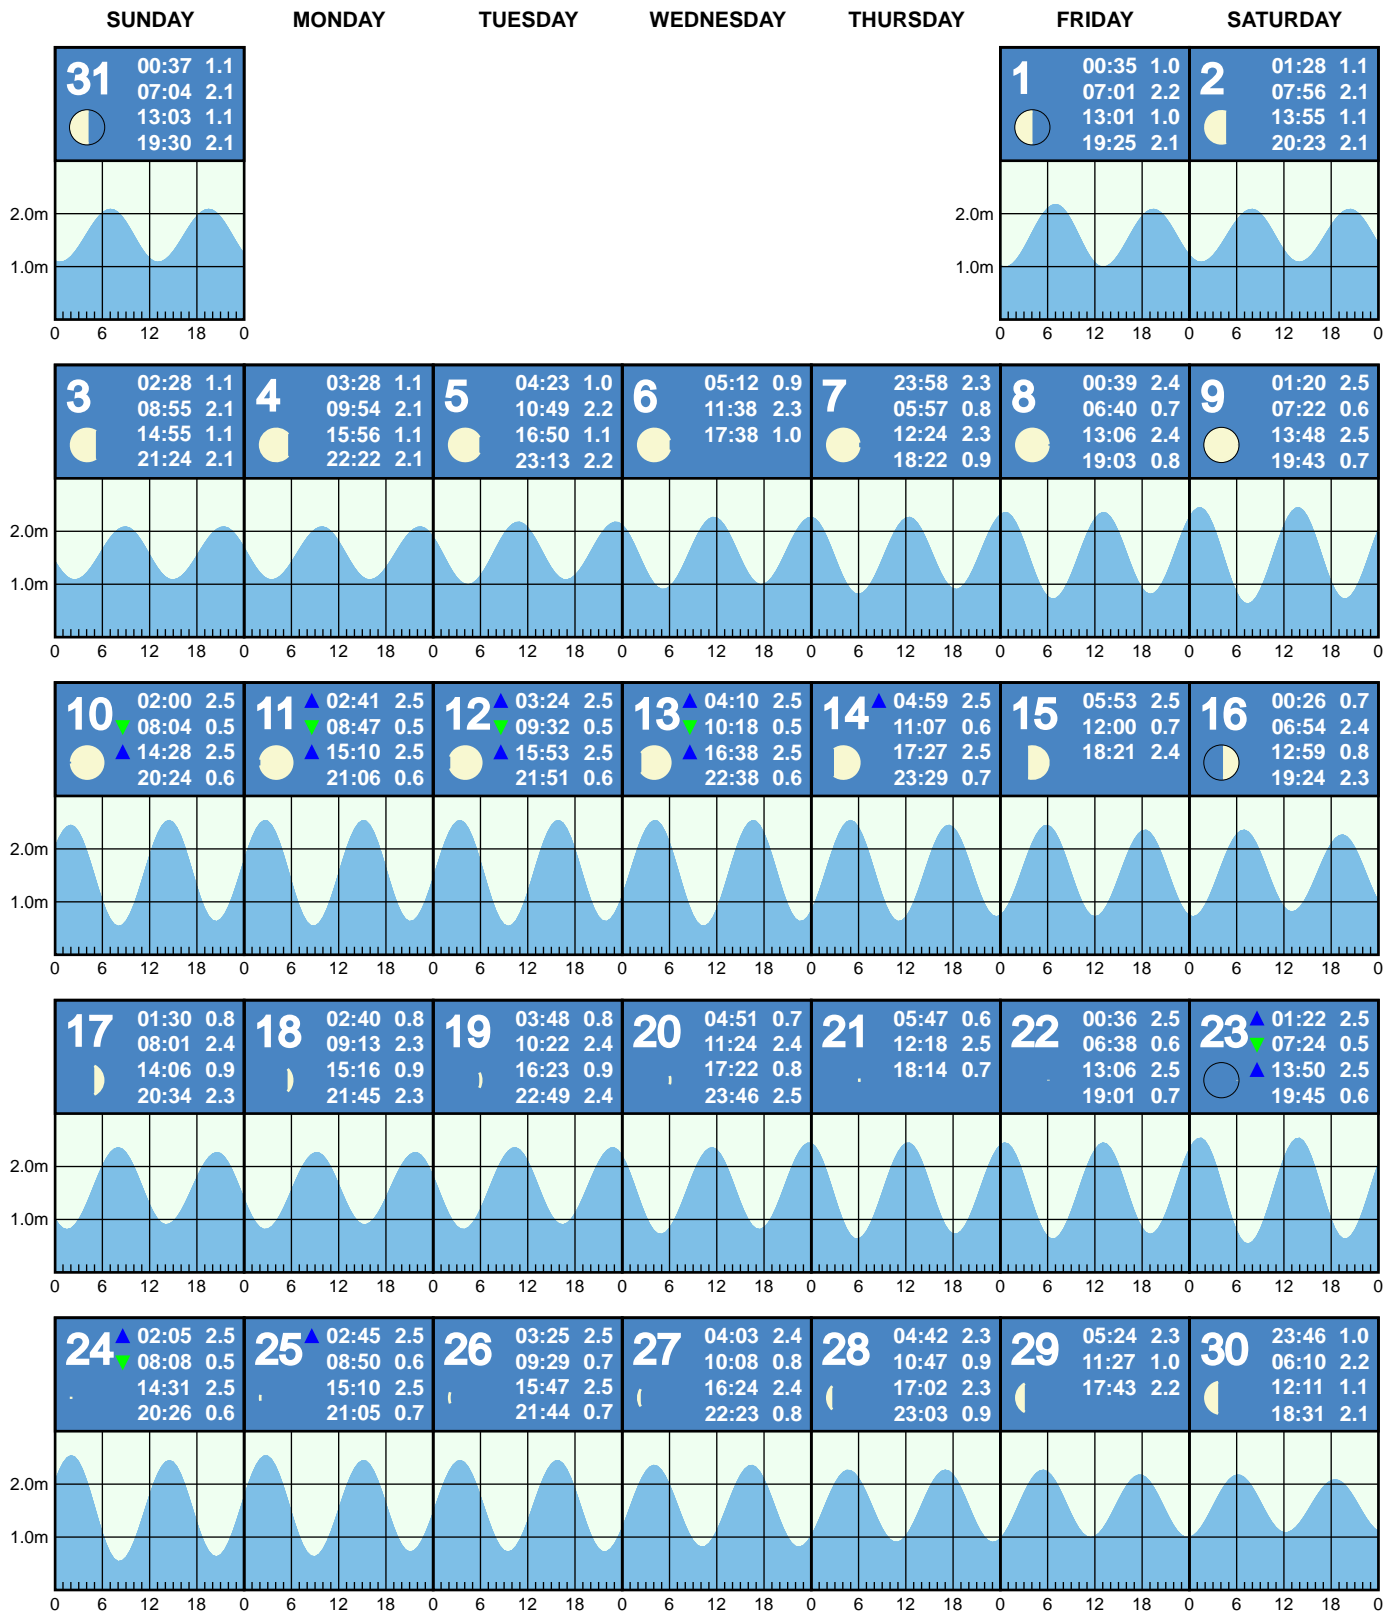 SUNDAY MONDAY TUESDAY WEDNESDAY THURSDAY FRIDAY SATURDAY
31 00:37 1.1
07:04 2.1
13:03 1.1
19:30 2.1
1 00:35 1.0
07:01 2.2
13:01 1.0
19:25 2.1
2 01:28 1.1
07:56 2.1
13:55 1.1
20:23 2.1
2.0m
1.0m
2.0m
1.0m
0 6 12 18 0
0 6 12 18 0 6 12 18 0
3 02:28 1.1
08:55 2.1
14:55 1.1
21:24 2.1
4 03:28 1.1
09:54 2.1
15:56 1.1
22:22 2.1
5 04:23 1.0
10:49 2.2
16:50 1.1
23:13 2.2
6 05:12 0.9
11:38 2.3
17:38 1.0
7 23:58 2.3
05:57 0.8
12:24 2.3
18:22 0.9
8 00:39 2.4
06:40 0.7
13:06 2.4
19:03 0.8
9 01:20 2.5
07:22 0.6
13:48 2.5
19:43 0.7
2.0m
1.0m
0 6 12 18 0 6 12 18 0 6 12 18 0 6 12 18 0 6 12 18 0 6 12 18 0 6 12 18 0
10 02:00 2.5
08:04 0.5
14:28 2.5
20:24 0.6
11 02:41 2.5
08:47 0.5
15:10 2.5
21:06 0.6
12 03:24 2.5
09:32 0.5
15:53 2.5
21:51 0.6
13 04:10 2.5
10:18 0.5
16:38 2.5
22:38 0.6
14 04:59 2.5
11:07 0.6
17:27 2.5
23:29 0.7
15 05:53 2.5
12:00 0.7
18:21 2.4
16 00:26 0.7
06:54 2.4
12:59 0.8
19:24 2.3
2.0m
1.0m
0 6 12 18 0 6 12 18 0 6 12 18 0 6 12 18 0 6 12 18 0 6 12 18 0 6 12 18 0
17 01:30 0.8
08:01 2.4
14:06 0.9
20:34 2.3
18 02:40 0.8
09:13 2.3
15:16 0.9
21:45 2.3
19 03:48 0.8
10:22 2.4
16:23 0.9
22:49 2.4
20 04:51 0.7
11:24 2.4
17:22 0.8
23:46 2.5
21 05:47 0.6
12:18 2.5
18:14 0.7
22 00:36 2.5
06:38 0.6
13:06 2.5
19:01 0.7
23 01:22 2.5
07:24 0.5
13:50 2.5
19:45 0.6
2.0m
1.0m
0 6 12 18 0 6 12 18 0 6 12 18 0 6 12 18 0 6 12 18 0 6 12 18 0 6 12 18 0
24 02:05 2.5
08:08 0.5
14:31 2.5
20:26 0.6
25 02:45 2.5
08:50 0.6
15:10 2.5
21:05 0.7
26 03:25 2.5
09:29 0.7
15:47 2.5
21:44 0.7
27 04:03 2.4
10:08 0.8
16:24 2.4
22:23 0.8
28 04:42 2.3
10:47 0.9
17:02 2.3
23:03 0.9
29 05:24 2.3
11:27 1.0
17:43 2.2
30 23:46 1.0
06:10 2.2
12:11 1.1
18:31 2.1
2.0m
1.0m
0 6 12 18 0 6 12 18 0 6 12 18 0 6 12 18 0 6 12 18 0 6 12 18 0 6 12 18 0